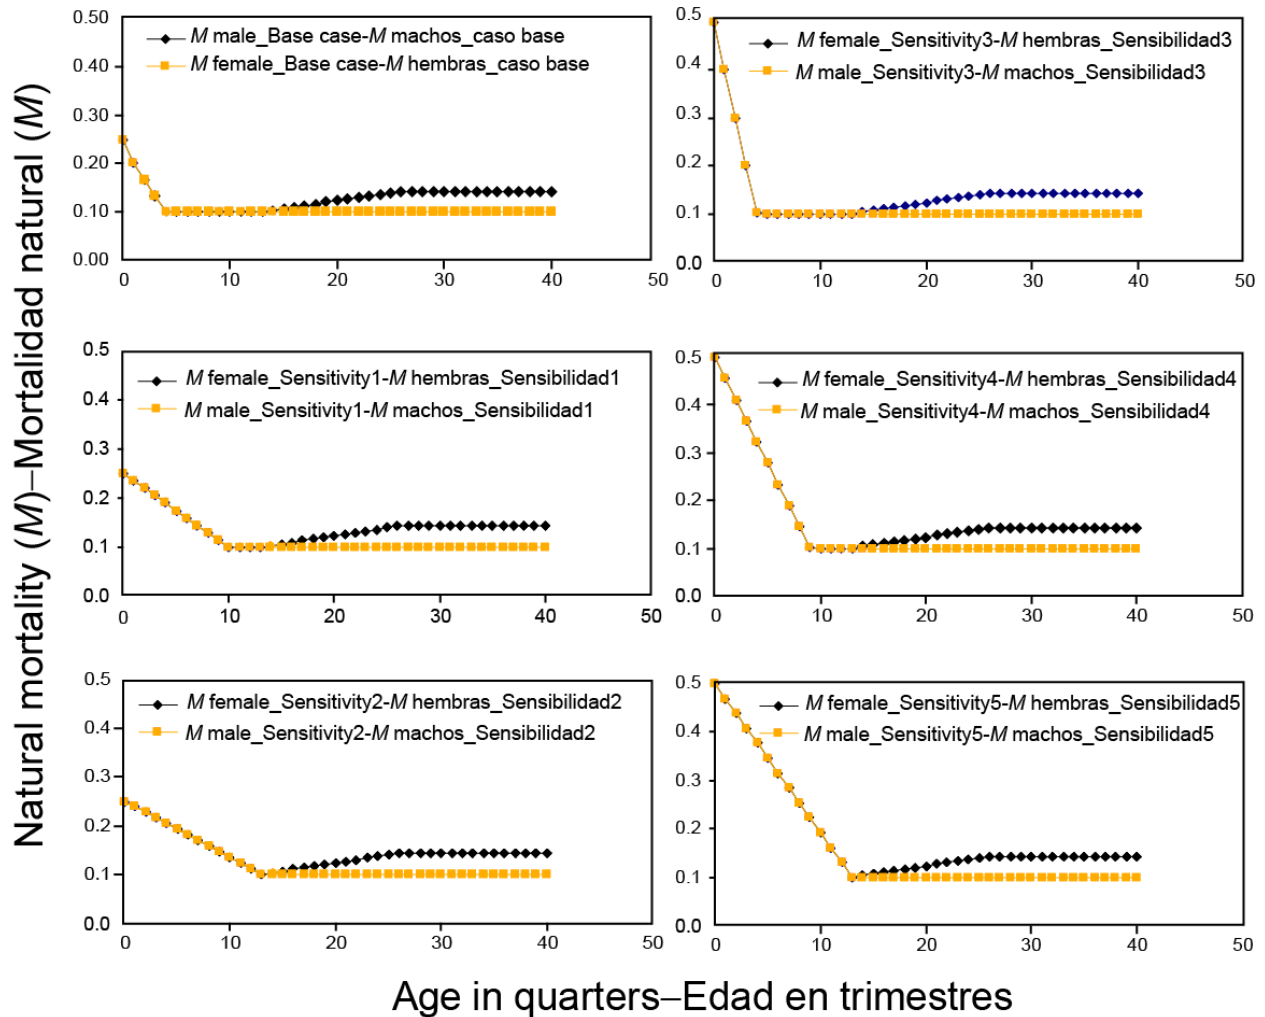 Natural mortality (M)–Mortalidad natural (M)
0.50
0.40
0.30
0.20
0.10
0.00
M male_Base case-M machos_caso base
M female_Base case-M hembras_caso base
0 10 20 30 40 50
0.5
0.4
0.3
0.2
0.1
0.0
M female_Sensitivity3-M hembras_Sensibilidad3
M male_Sensitivity3-M machos_Sensibilidad3
0 10 20 30 40 50
0.5
0.4
0.3
0.2
0.1
0.0
M female_Sensitivity1-M hembras_Sensibilidad1
M male_Sensitivity1-M machos_Sensibilidad1
0 10 20 30 40 50
0.5
0.4
0.3
0.2
0.1
0.0
M female_Sensitivity4-M hembras_Sensibilidad4
M male_Sensitivity4-M machos_Sensibilidad4
0 10 20 30 40 50
0.5
0.4
0.3
0.2
0.1
0.0
M female_Sensitivity2-M hembras_Sensibilidad2
M male_Sensitivity2-M machos_Sensibilidad2
0 10 20 30 40 50
0.5
0.4
0.3
0.2
0.1
0.0
M female_Sensitivity5-M hembras_Sensibilidad5
M male_Sensitivity5-M machos_Sensibilidad5
0 10 20 30 40 50
Age in quarters–Edad en trimestres